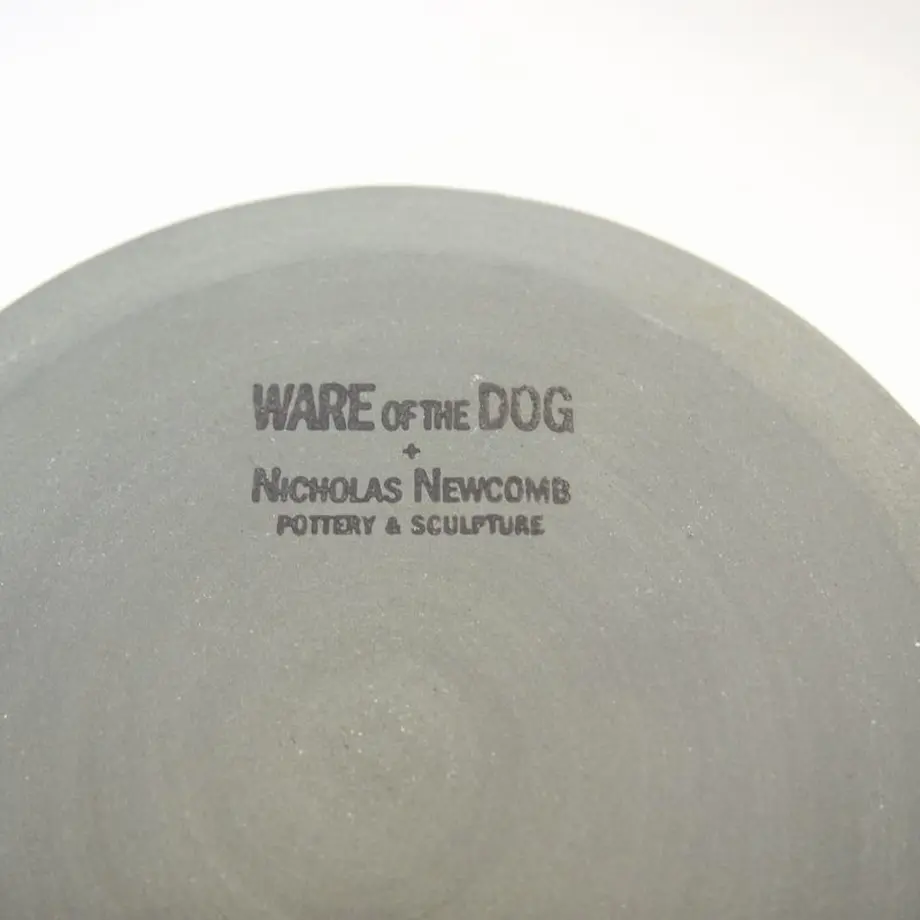 WARE OF THE DOG
+
NICHOLAS NEWCOMB
POTTERY & SCULPTURE